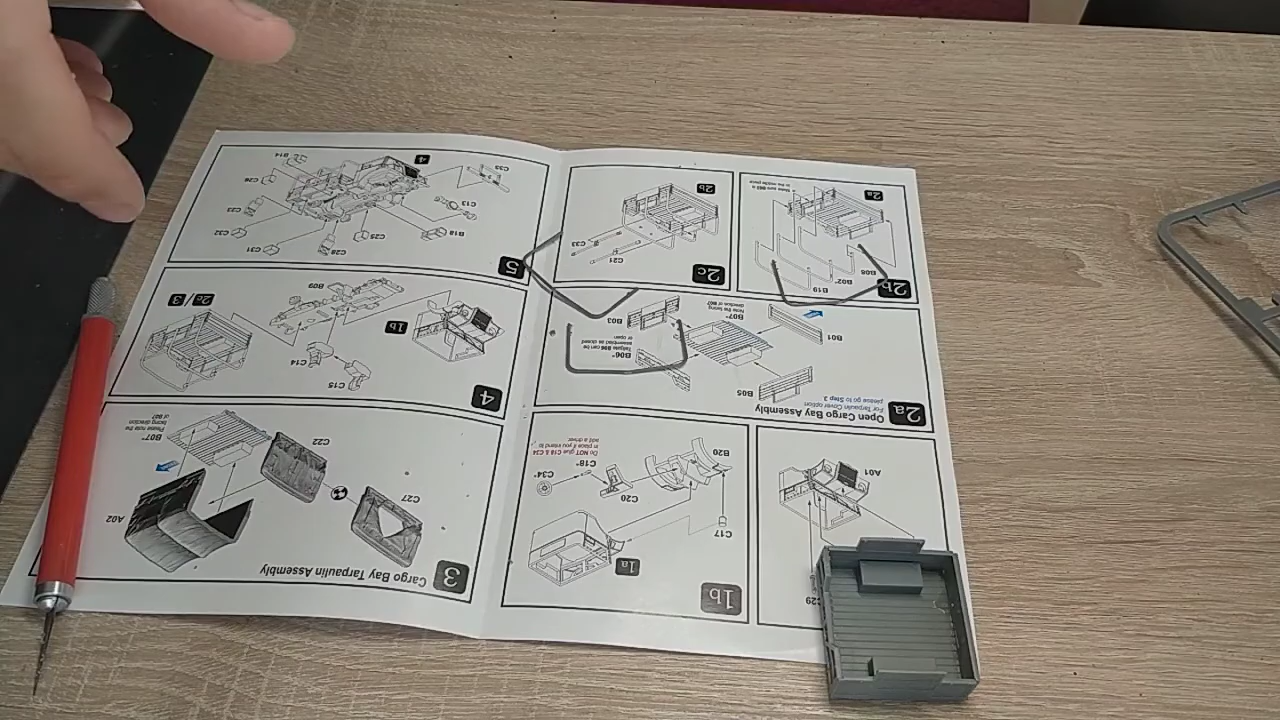 1a
A01
C29
1b
1a
C17
C20
C18*
C34*
B20
Do NOT glue C18 & C34
in place if you intend to
add a driver.
2a
Open Cargo Bay Assembly
For Tarpaulin Cover option
please go to Step 3
B05
B01
B06*
Tailgate B06 can be
assembled as closed
or open
B03
B07*
Note the facing
direction of B07
2b
B08
B02*
B19
2a
2c
C21
C33
2b
3
Cargo Bay Tarpaulin Assembly
A02
C27
C22
B07*
Please note the
facing direction
of B07
4
C15
C14
1b
B09
2c/3
5
C31
C28
C32
C25
C23
B18
C26
C13
B14
C35
4